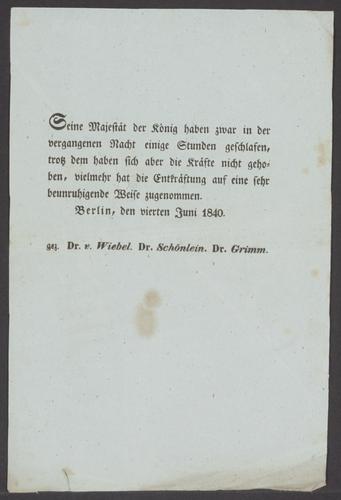 Seine Majestät der König haben zwar in der
vergangenen Nacht einige Stunden geschlafen,
trotz dem haben sich aber die Kräfte nicht geho-
ben, vielmehr hat die Entkräftung auf eine sehr
beunruhigende Weise zugenommen.
Berlin, den vierten Juni 1840.
gez. Dr. v. Wiebel. Dr. Schönlein. Dr. Grimm.